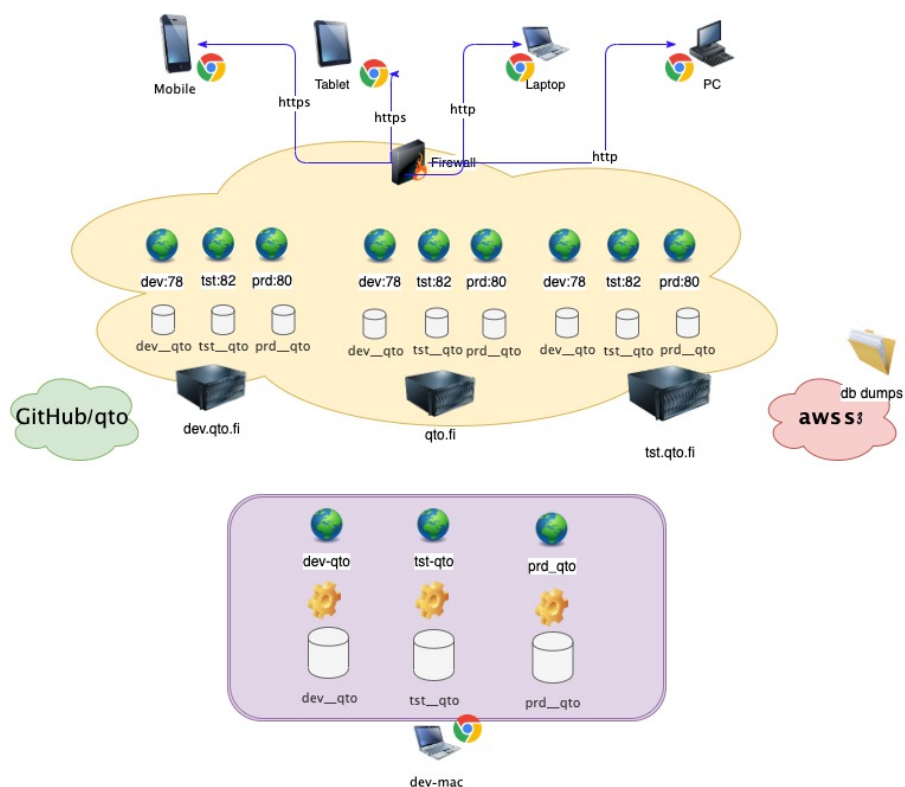 Mobile
Tablet
Laptop
PC
https
https
http
http
Firewall
dev:78
tst:82
prd:80
dev:78
tst:82
prd:80
dev:78
tst:82
prd:80
dev__qto
tst__qto
prd__qto
dev__qto
tst__qto
prd__qto
dev__qto
tst__qto
prd__qto
db dumps
GitHub/qto
dev.qto.fi
qto.fi
tst.qto.fi
aws s3
dev-qto
tst-qto
prd_qto
dev__qto
tst__qto
prd__qto
dev-mac